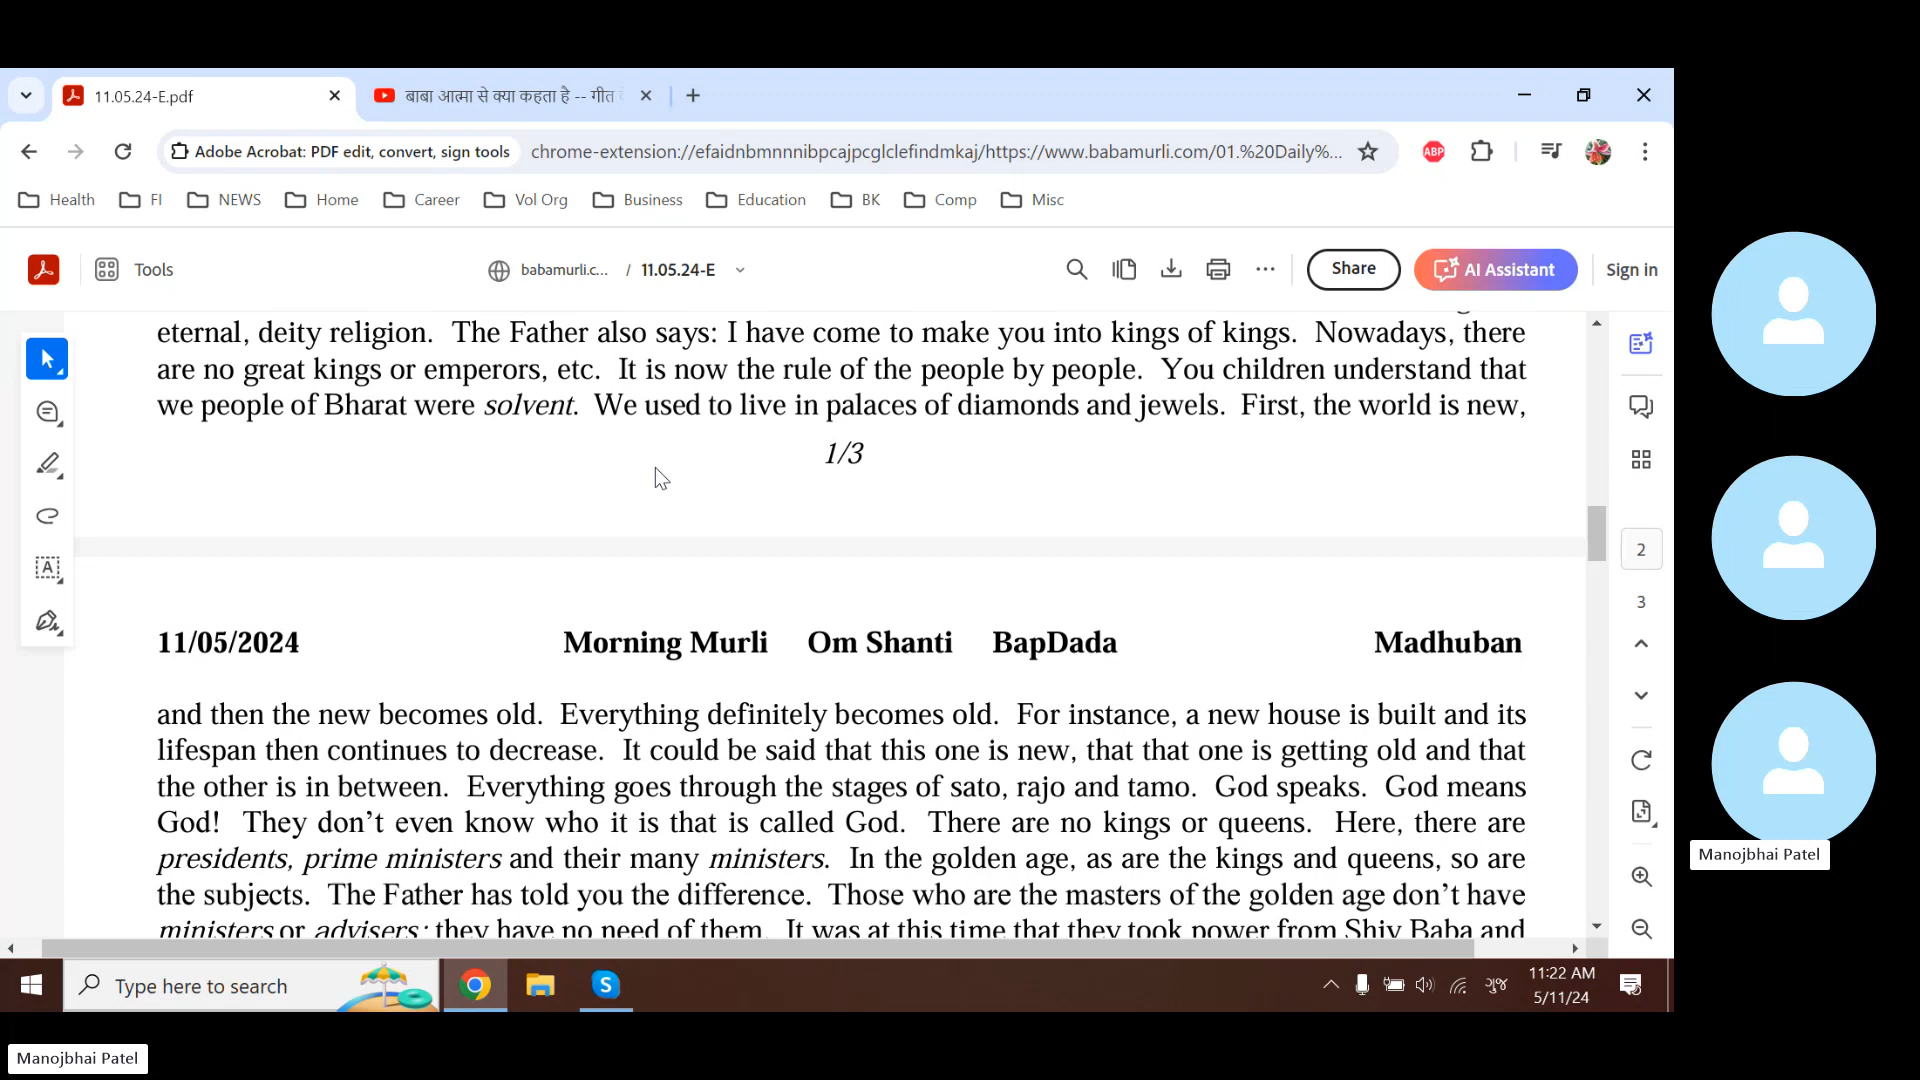 11.05.24-E.pdf
बाबा आत्मा से क्या कहता है -- गीत
Adobe Acrobat: PDF edit, convert, sign tools
chrome-extension://efaidnbmnnnibpcajpcglclefindmkaj/https://www.babamurli.com/01.%20Daily%...
ABP
Health FI NEWS Home Career Vol Org Business Education BK Comp Misc
Tools
babamurli.c... / 11.05.24-E
Share
AI Assistant
Sign in
eternal, deity religion. The Father also says: I have come to make you into kings of kings. Nowadays, there
are no great kings or emperors, etc. It is now the rule of the people by people. You children understand that
we people of Bharat were solvent. We used to live in palaces of diamonds and jewels. First, the world is new,
1/3
2
3
11/05/2024 Morning Murli Om Shanti BapDada Madhuban
and then the new becomes old. Everything definitely becomes old. For instance, a new house is built and its
lifespan then continues to decrease. It could be said that this one is new, that that one is getting old and that
the other is in between. Everything goes through the stages of sato, rajo and tamo. God speaks. God means
God! They don’t even know who it is that is called God. There are no kings or queens. Here, there are
presidents, prime ministers and their many ministers. In the golden age, as are the kings and queens, so are
the subjects. The Father has told you the difference. Those who are the masters of the golden age don’t have
ministers or advisers; they have no need of them. It was at this time that they took power from Shiv Baba and
Type here to search
S
ગુજ
11:22 AM
5/11/24
Manojbhai Patel
Manojbhai Patel